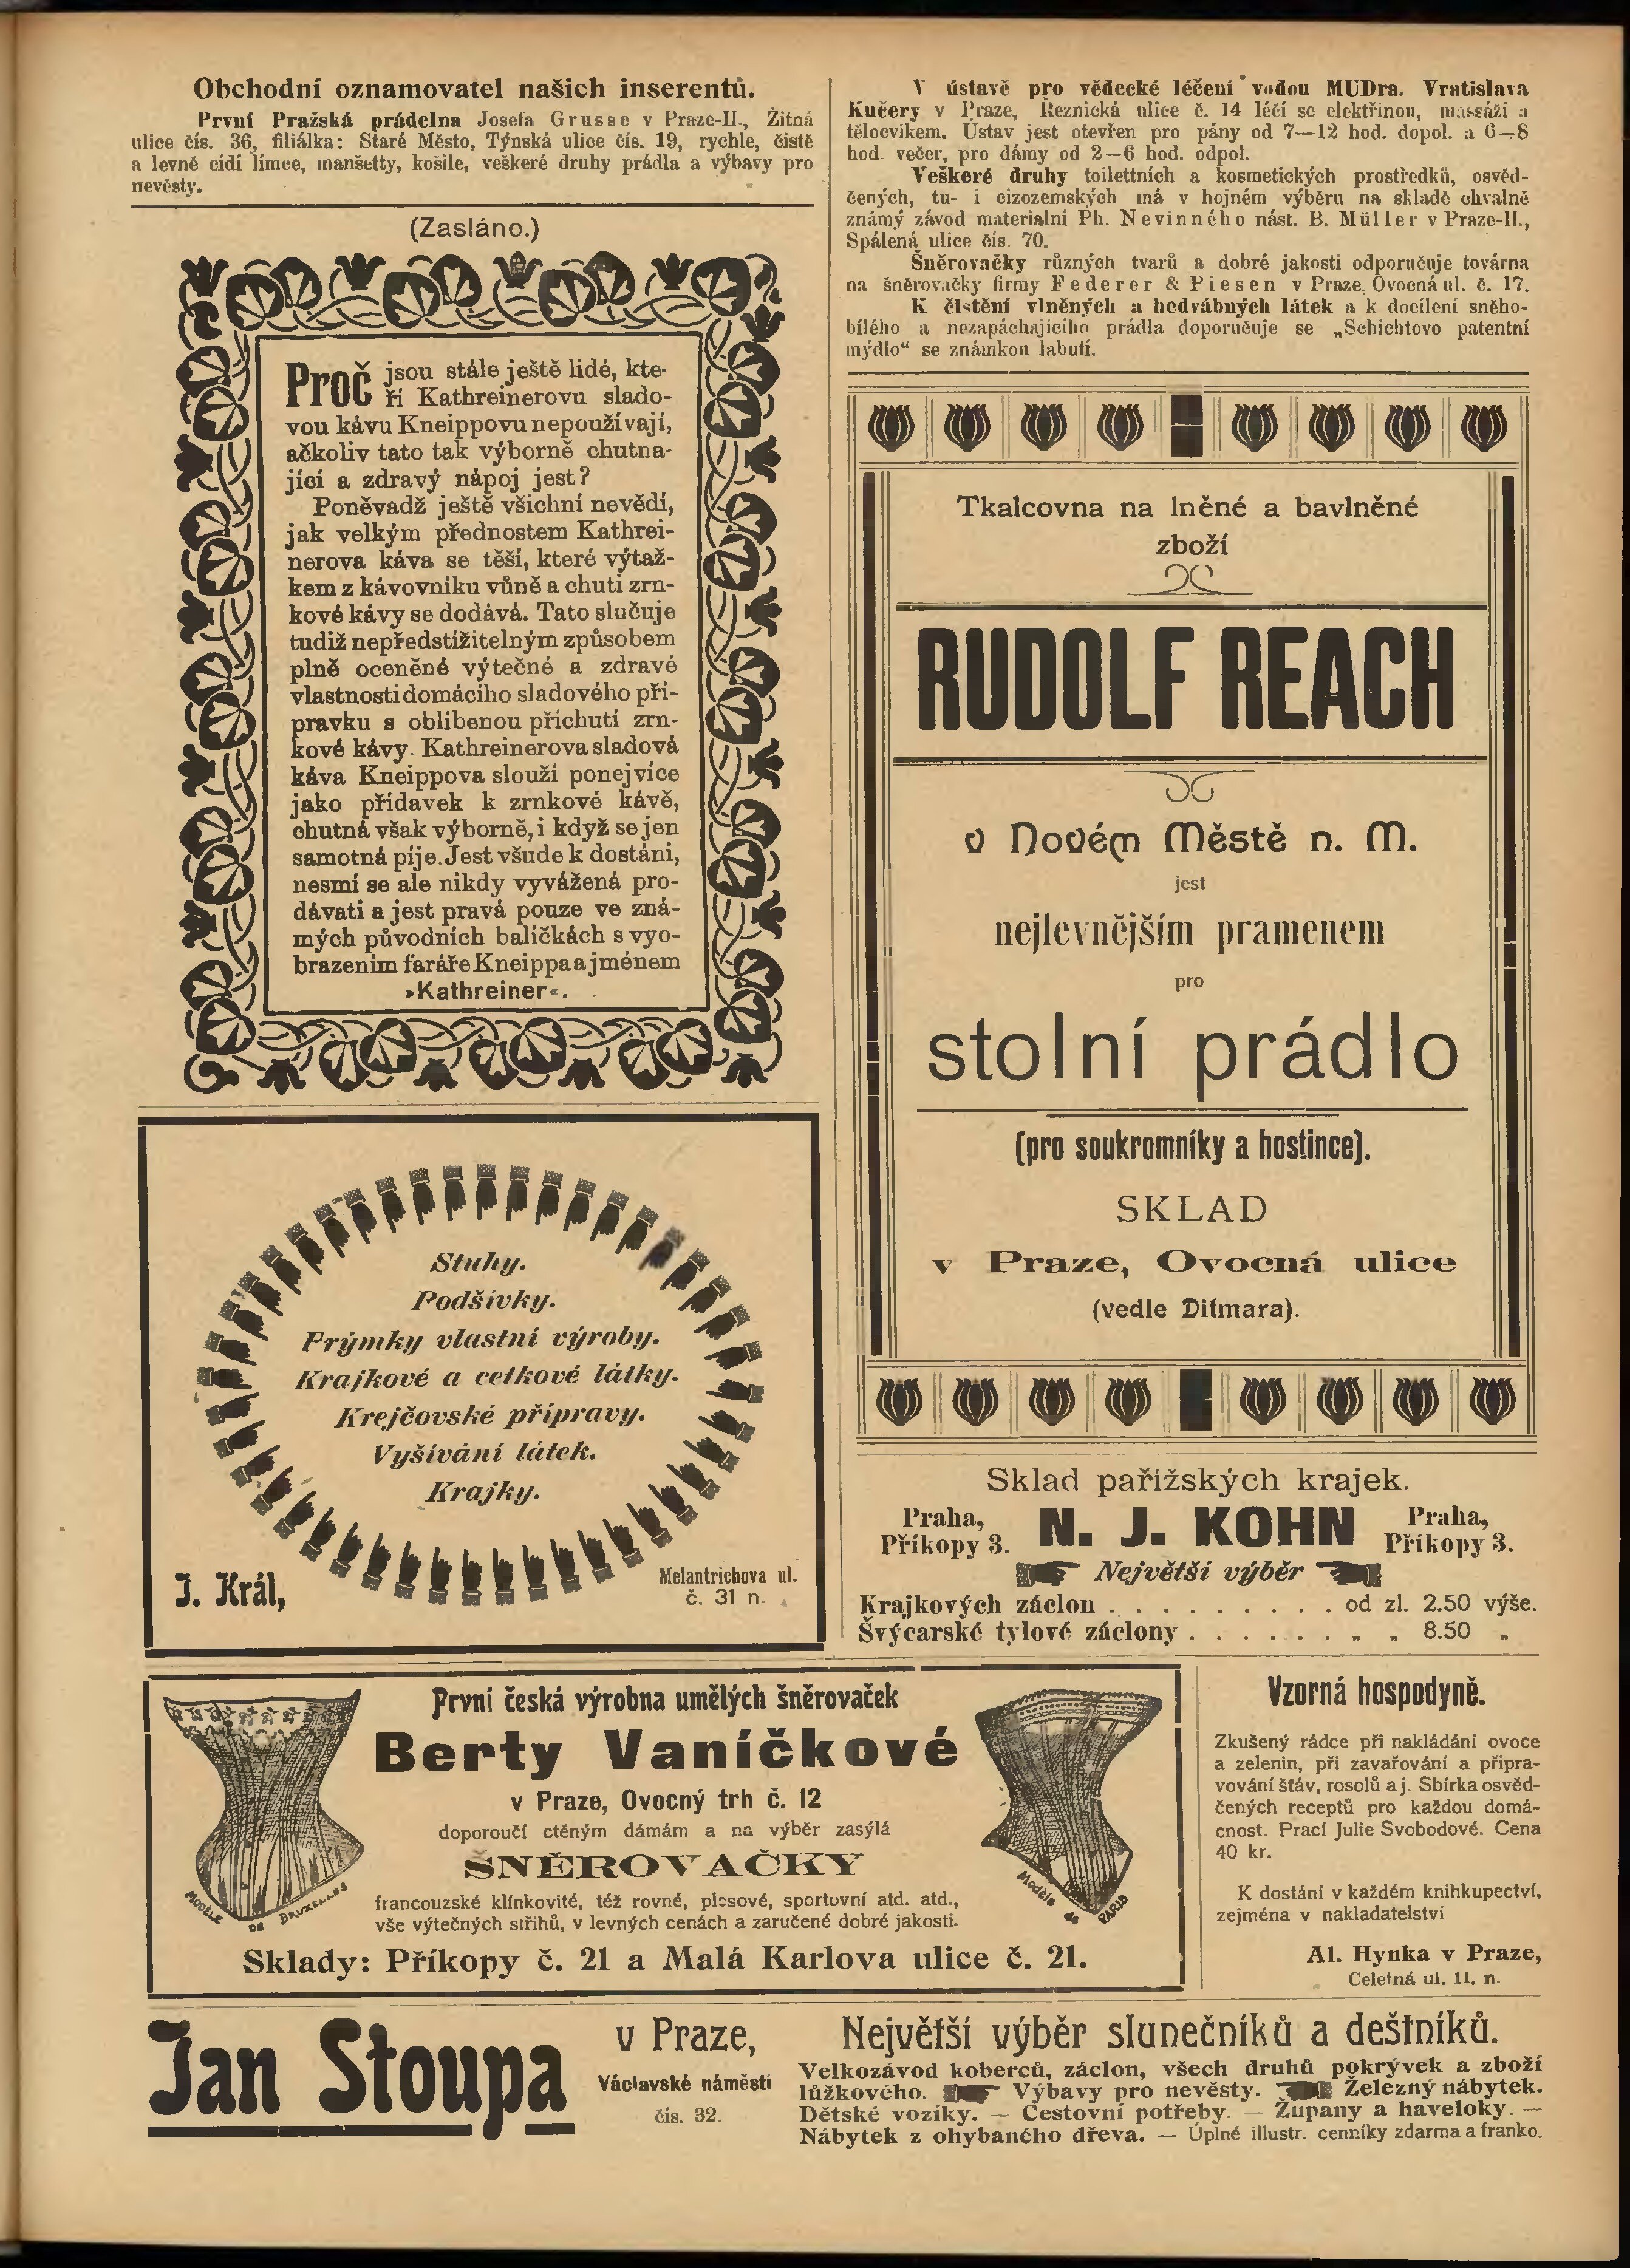 Obchodní oznamovatel našich inserentů.
První Pražská prádelna Josefa Grusse v Praze-II., Žitná
ulice čís. 36, filiálka: Staré Město, Týnská ulice čís. 19, rychle, čistě
a levně cídí límce, manšetty, košile, veškeré druhy prádla a výbavy pro
nevěsty.
V ústavě pro vědecké léčení vodou MUDra. Vratislava
Kučery v Praze, Řeznická ulice č. 14 léčí se elektřinou, massáží a
tělocvikem. Ústav jest otevřen pro pány od 7—12 hod. dopol. a 6—8
hod. večer, pro dámy od 2—6 hod. odpol.
Veškeré druhy toilettních a kosmetických prostředků, osvěd-
čených, tu- i cizozemských má v hojném výběru na skladě chvalně
známý závod materialní Ph. Nevinného nást. B. Müller v Praze-II.,
Spálená ulice čís. 70.
Šněrovačky různých tvarů a dobré jakosti odporučuje továrna
na šněrovačky firmy Federer & Piesen v Praze, Ovocná ul. č. 17.
K čistění vlněných a hedvábných látek a k docílení sněho-
bílého a nezapáchajícího prádla doporučuje se „Schichtovo patentní
mýdlo“ se známkou labutí.
(Zasláno.)
Proč jsou stále ještě lidé, kte-
ří Kathreinerovu slado-
vou kávu Kneippovu nepoužívají,
ačkoliv tato tak výborně chutna-
jící a zdravý nápoj jest?
Poněvadž ještě všichni nevědí,
jak velkým přednostem Kathrei-
nerova káva se těší, které výtaž-
kem z kávovníku vůně a chuti zrn-
kové kávy se dodává. Tato slučuje
tudiž nepředstížitelným způsobem
plně oceněné výtečné a zdravé
vlastnosti domácího sladového pří-
pravku s oblibenou příchutí zrn-
kové kávy. Kathreinerova sladová
káva Kneippova slouží ponejvíce
jako přídavek k zrnkové kávě,
chutná však výborně, i když se jen
samotná pije. Jest všude k dostání,
nesmí se ale nikdy vyvážená pro-
dávati a jest pravá pouze ve zná-
mých původních baličkách s vyo-
brazením faráře Kneippa a jménem
»Kathreiner«.
Tkalcovna na lněné a bavlněné
zboží
RUDOLF REACH
v Novém Městě n. M.
jest
nejlevnějším pramenem
pro
stolní prádlo
(pro soukromníky a hostince).
SKLAD
v Praze, Ovocná ulice
(vedle Ditmara).
Stuhy.
Podšívky.
Prýmky vlastní výroby.
Krajkové a cetkové látky.
Krejčovské přípravy.
Vyšívání látek.
Krajky.
J. Král,
Melantrichova ul.
č. 31 n.
Sklad pařížských krajek.
Praha,
Příkopy 3.
N. J. KOHN
Praha,
Příkopy 3.
Největší výběr
Krajkových záclon . . . . . . . . . . od zl. 2.50 výše.
Švýcarské tylové záclony . . . . . . . „ „ 8.50 „
První česká výrobna umělých šněrovaček
Berty Vaníčkové
v Praze, Ovocný trh č. 12
doporoučí ctěným dámám a na výběr zasýlá
ŠNĚROVAČKY
francouzské klínkovité, též rovné, plesové, sportovní atd. atd.,
vše výtečných střihů, v levných cenách a zaručené dobré jakosti.
Sklady: Příkopy č. 21 a Malá Karlova ulice č. 21.
MODÈLE DE BRUXELLES
Modèle de PARIS
Vzorná hospodyně.
Zkušený rádce při nakládání ovoce
a zelenin, při zavařování a připra-
vování šťáv, rosolů aj. Sbírka osvěd-
čených receptů pro každou domá-
cnost. Prací Julie Svobodové. Cena
40 kr.
K dostání v každém knihkupectví,
zejména v nakladatelství
Al. Hynka v Praze,
Celetná ul. 11. n.
Jan Stoupa
v Praze,
Václavské náměstí
čís. 32.
Největší výběr slunečníků a deštníků.
Velkozávod koberců, záclon, všech druhů pokrývek a zboží
lůžkového. Výbavy pro nevěsty. Železný nábytek.
Dětské vozíky. — Cestovní potřeby. — Župany a haveloky. —
Nábytek z ohybaného dřeva. — Úplné illustr. cenníky zdarma a franko.